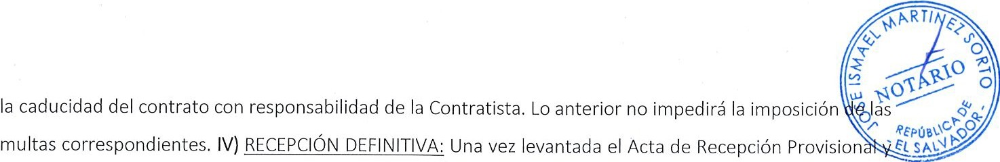 JOSE ISMAEL MARTINEZ SORTO
NOTARIO
REPÚBLICA DE
- EL SALVADOR -
la caducidad del contrato con responsabilidad de la Contratista. Lo anterior no impedirá la imposición de las
multas correspondientes. IV) RECEPCIÓN DEFINITIVA: Una vez levantada el Acta de Recepción Provisional y